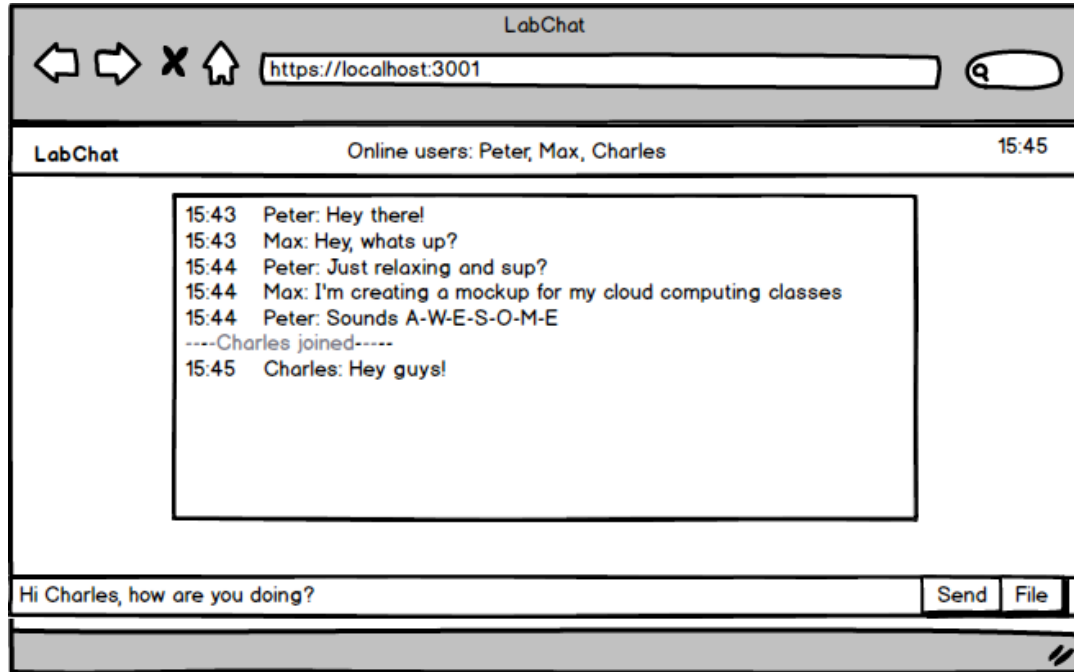 LabChat
https://localhost:3001
LabChat Online users: Peter, Max, Charles 15:45
15:43 Peter: Hey there!
15:43 Max: Hey, whats up?
15:44 Peter: Just relaxing and sup?
15:44 Max: I'm creating a mockup for my cloud computing classes
15:44 Peter: Sounds A-W-E-S-O-M-E
----Charles joined-----
15:45 Charles: Hey guys!
Hi Charles, how are you doing? Send File